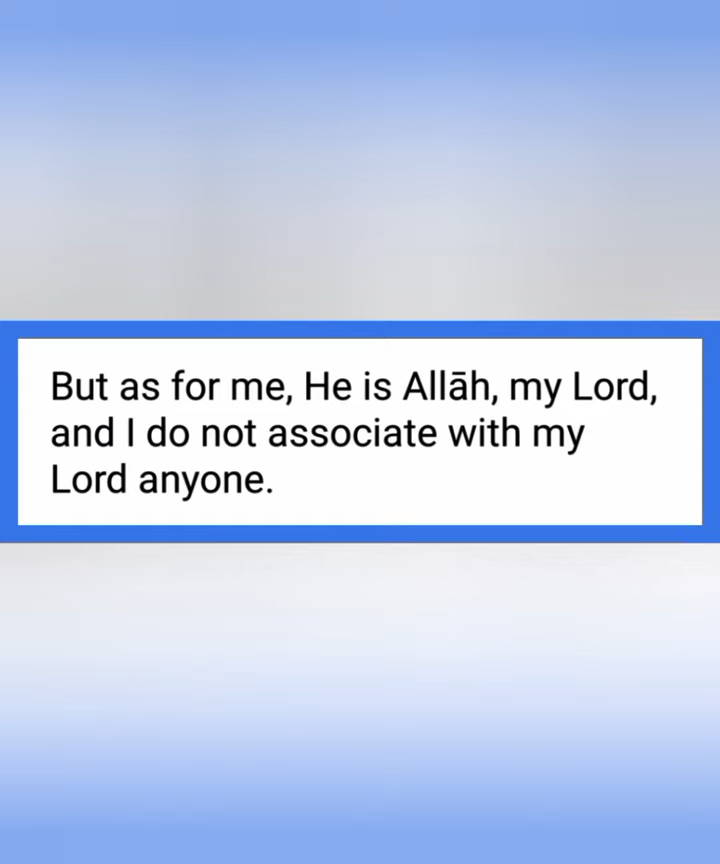 But as for me, He is Allāh, my Lord,
and I do not associate with my
Lord anyone.